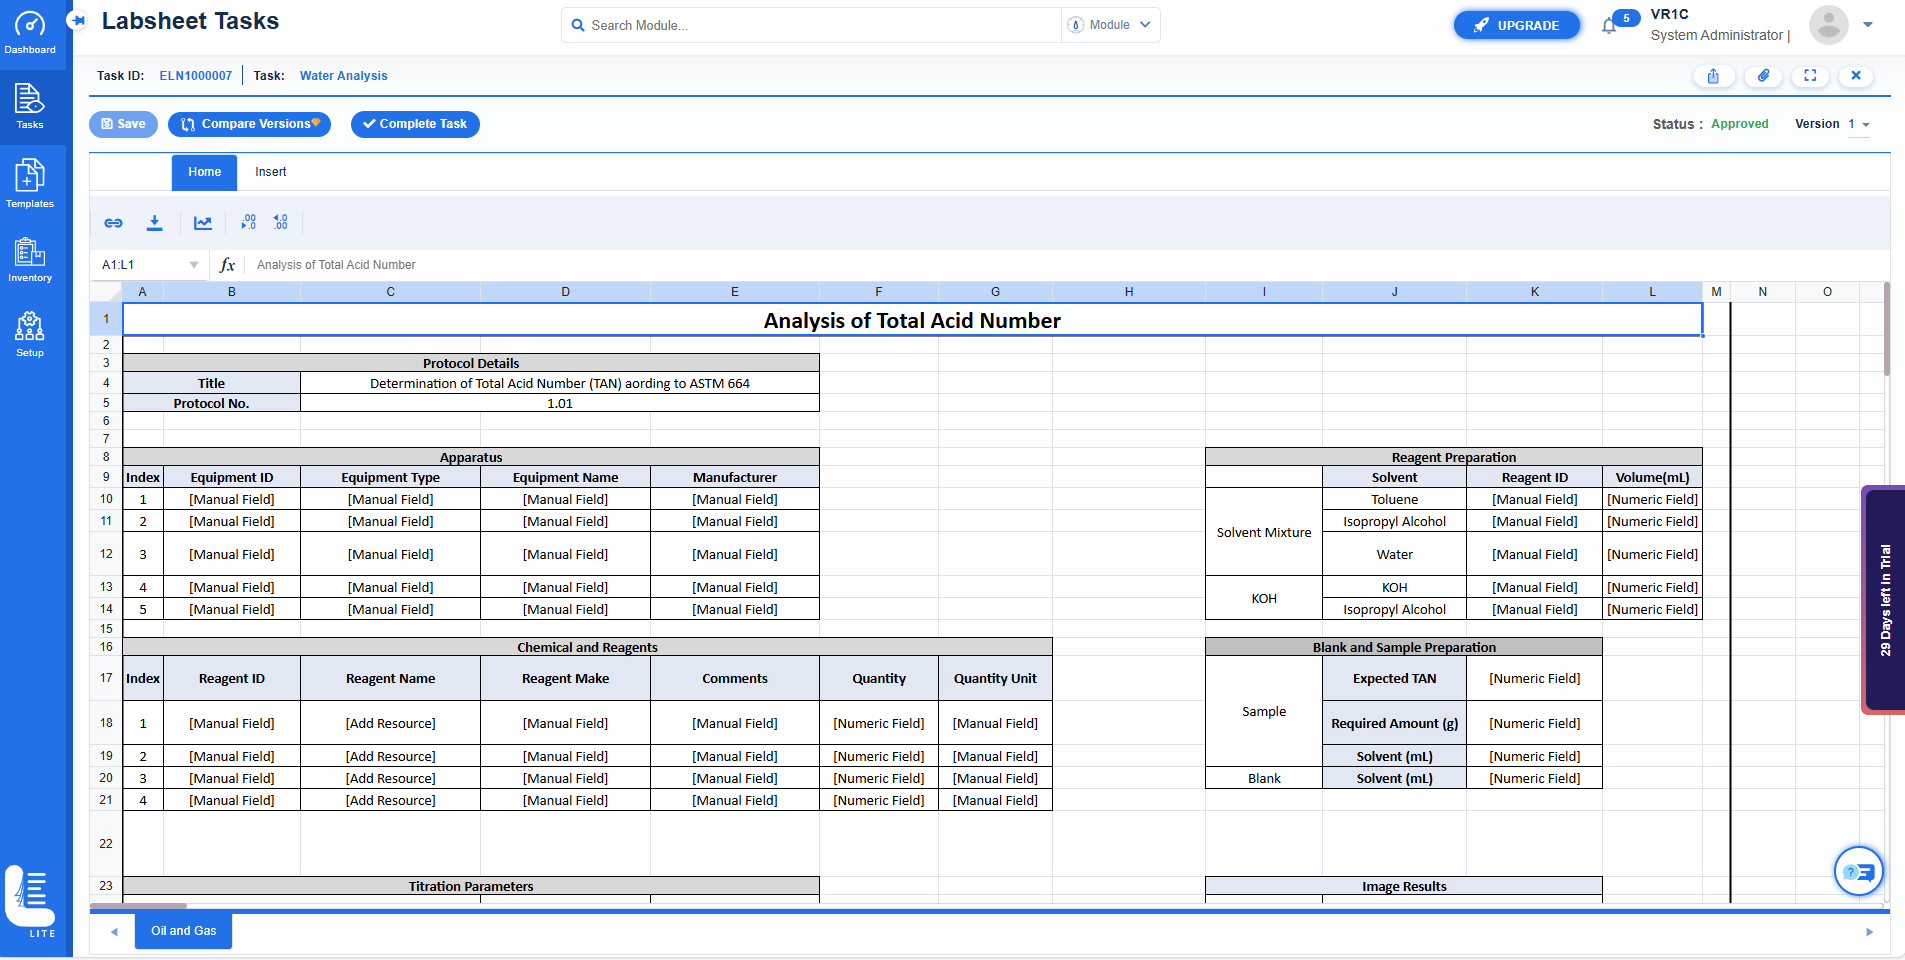 Labsheet Tasks
Search Module...
Module
UPGRADE
5
VR1C
System Administrator |
Dashboard
Tasks
Templates
Inventory
Setup
LITE
Task ID: ELN1000007 Task: Water Analysis
Save Compare Versions Complete Task
Status : Approved Version 1
Home Insert
.00 .0 .0 .00
A1:L1 fx Analysis of Total Acid Number
A B C D E F G H I J K L M N O
1 Analysis of Total Acid Number
2
3 Protocol Details
4 Title Determination of Total Acid Number (TAN) aording to ASTM 664
5 Protocol No. 1.01
6
7
8 Apparatus Reagent Preparation
9 Index Equipment ID Equipment Type Equipment Name Manufacturer Solvent Reagent ID Volume(mL)
10 1 [Manual Field] [Manual Field] [Manual Field] [Manual Field] Toluene [Manual Field] [Numeric Field]
11 2 [Manual Field] [Manual Field] [Manual Field] [Manual Field] Isopropyl Alcohol [Manual Field] [Numeric Field]
Solvent Mixture
12 3 [Manual Field] [Manual Field] [Manual Field] [Manual Field] Water [Manual Field] [Numeric Field]
13 4 [Manual Field] [Manual Field] [Manual Field] [Manual Field] KOH [Manual Field] [Numeric Field]
KOH
14 5 [Manual Field] [Manual Field] [Manual Field] [Manual Field] Isopropyl Alcohol [Manual Field] [Numeric Field]
15
16 Chemical and Reagents Blank and Sample Preparation
17 Index Reagent ID Reagent Name Reagent Make Comments Quantity Quantity Unit Expected TAN [Numeric Field]
Sample
18 1 [Manual Field] [Add Resource] [Manual Field] [Manual Field] [Numeric Field] [Manual Field] Required Amount (g) [Numeric Field]
19 2 [Manual Field] [Add Resource] [Manual Field] [Manual Field] [Numeric Field] [Manual Field] Solvent (mL) [Numeric Field]
20 3 [Manual Field] [Add Resource] [Manual Field] [Manual Field] [Numeric Field] [Manual Field] Blank Solvent (mL) [Numeric Field]
21 4 [Manual Field] [Add Resource] [Manual Field] [Manual Field] [Numeric Field] [Manual Field]
22
23 Titration Parameters Image Results
29 Days left in Trial
?
Oil and Gas